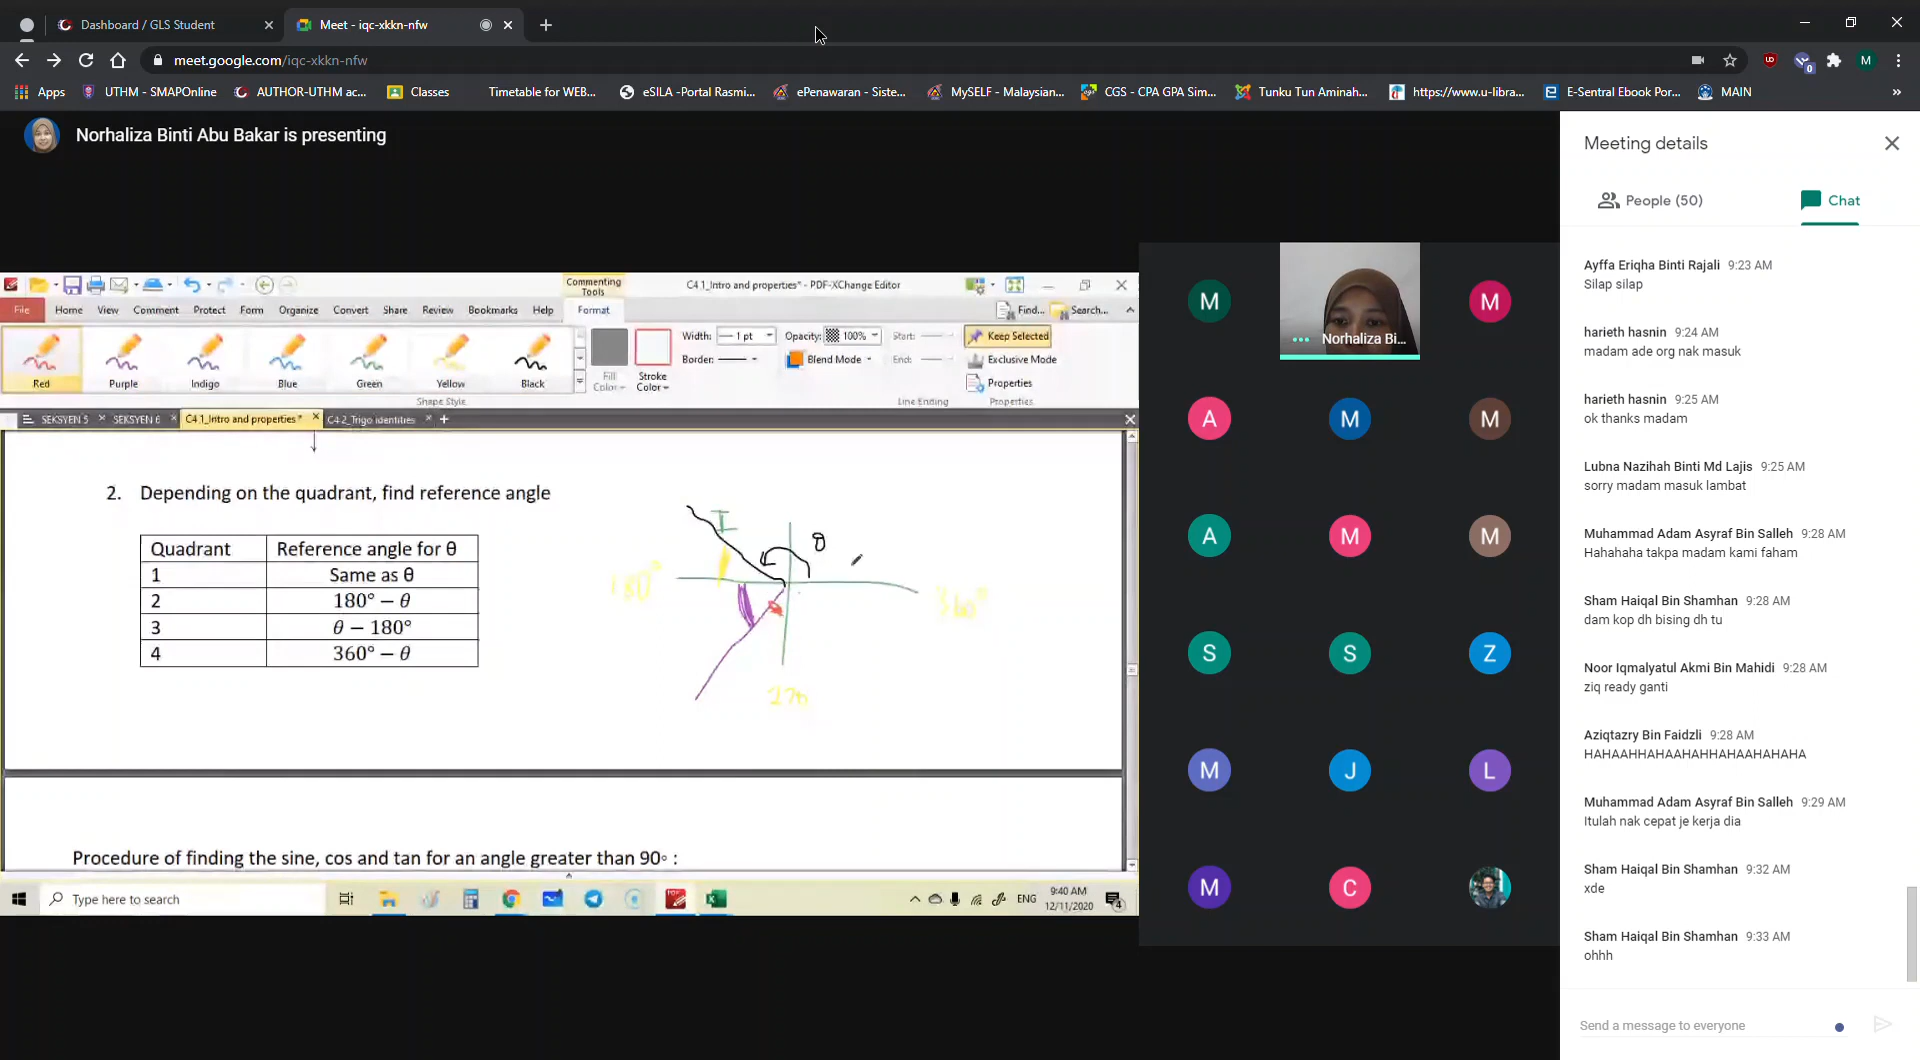 Dashboard / GLS Student
Meet - iqc-xkkn-nfw
meet.google.com/iqc-xkkn-nfw
UD
0
M
Apps
UTHM - SMAPOnline
AUTHOR-UTHM ac...
Classes
Timetable for WEB...
eSILA -Portal Rasmi...
ePenawaran - Siste...
MySELF - Malaysian...
CGS - CPA GPA Sim...
Tunku Tun Aminah...
https://www.u-libra...
E-Sentral Ebook Por...
MAIN
»
Norhaliza Binti Abu Bakar is presenting
Commenting
Tools
C4.1_Intro and properties* - PDF-XChange Editor
File Home View Comment Protect Form Organize Convert Share Review Bookmarks Help Format
Find...
Search...
Red
Purple
Indigo
Blue
Green
Yellow
Black
Shape Style
Fill
Color
Stroke
Color
Width: 1 pt
Border:
Opacity: 100%
Blend Mode
Start:
End:
Line Ending
Keep Selected
Exclusive Mode
Properties
Properties
SEKSYEN 5
SEKSYEN 6
C4.1_Intro and properties *
C4.2_Trigo identities
2. Depending on the quadrant, find reference angle
Quadrant Reference angle for θ
1 Same as θ
2 180° − θ
3 θ − 180°
4 360° − θ
θ
180°
360°
270
Procedure of finding the sine, cos and tan for an angle greater than 90◦ :
Type here to search
ENG
9:40 AM
12/11/2020
4
M
Norhaliza Bi...
M
A
M
M
A
M
M
S
S
Z
M
J
L
M
C
Meeting details
People (50)
Chat
Ayffa Eriqha Binti Rajali 9:23 AM
Silap silap
harieth hasnin 9:24 AM
madam ade org nak masuk
harieth hasnin 9:25 AM
ok thanks madam
Lubna Nazihah Binti Md Lajis 9:25 AM
sorry madam masuk lambat
Muhammad Adam Asyraf Bin Salleh 9:28 AM
Hahahaha takpa madam kami faham
Sham Haiqal Bin Shamhan 9:28 AM
dam kop dh bising dh tu
Noor Iqmalyatul Akmi Bin Mahidi 9:28 AM
ziq ready ganti
Aziqtazry Bin Faidzli 9:28 AM
HAHAAHHAHAAHAHHAHAAHAHAHA
Muhammad Adam Asyraf Bin Salleh 9:29 AM
Itulah nak cepat je kerja dia
Sham Haiqal Bin Shamhan 9:32 AM
xde
Sham Haiqal Bin Shamhan 9:33 AM
ohhh
Send a message to everyone